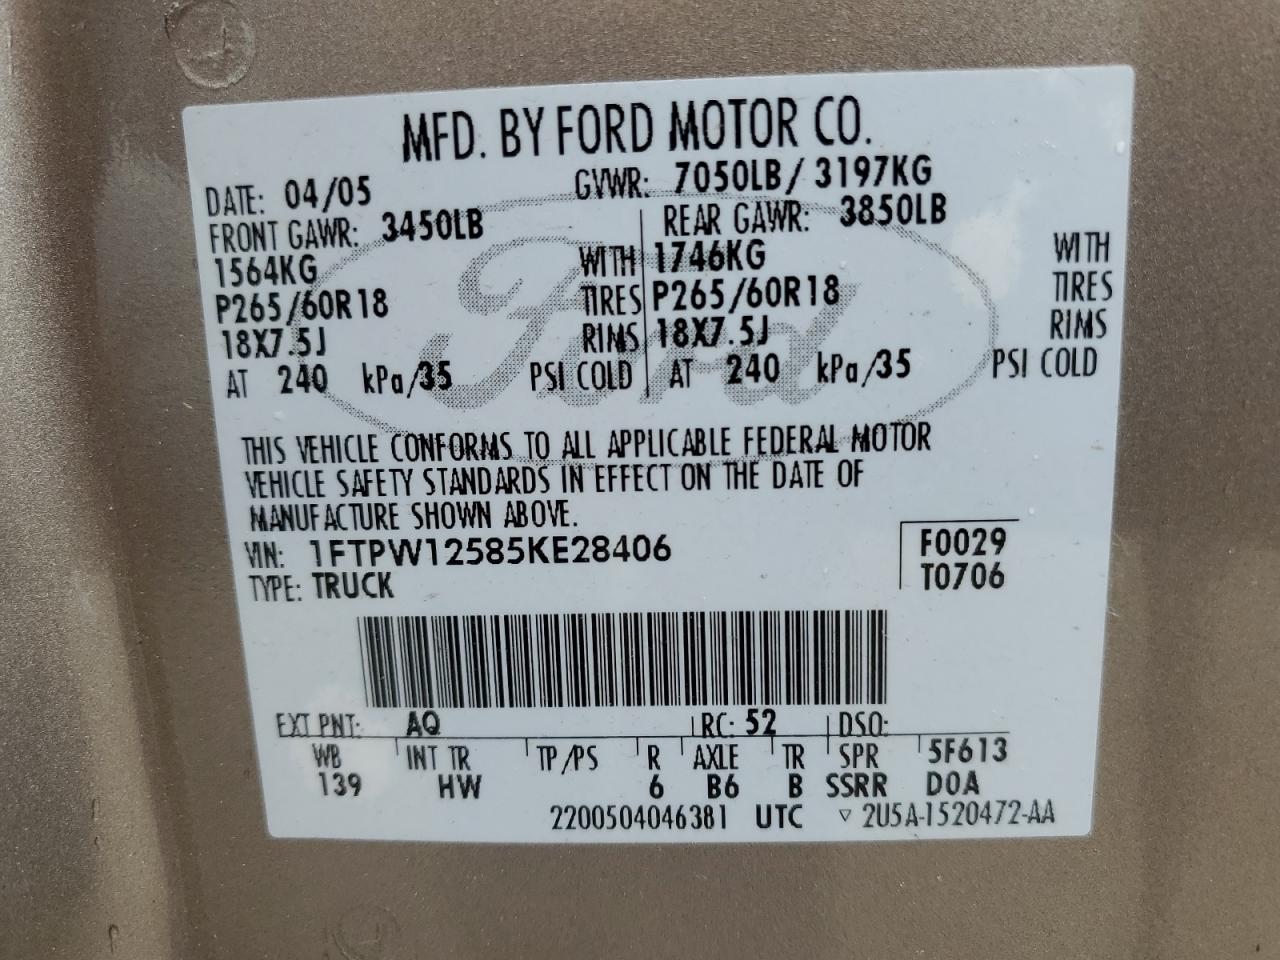 MFD. BY FORD MOTOR CO.
DATE: 04/05 GVWR: 7050LB/ 3197KG
FRONT GAWR: 3450LB REAR GAWR: 3850LB
1564KG WITH 1746KG WITH
P265/60R18 TIRES P265/60R18 TIRES
18X7.5J RIMS 18X7.5J RIMS
AT 240 kPa/35 PSI COLD AT 240 kPa/35 PSI COLD
Ford
THIS VEHICLE CONFORMS TO ALL APPLICABLE FEDERAL MOTOR
VEHICLE SAFETY STANDARDS IN EFFECT ON THE DATE OF
MANUFACTURE SHOWN ABOVE.
VIN: 1FTPW12585KE28406 F0029
TYPE: TRUCK T0706
EXT PNT: AQ RC: 52 DSO:
WB INT TR TP/PS R AXLE TR SPR 5F613
139 HW 6 B6 B SSRR D0A
2200504046381 UTC ▽ 2U5A-1520472-AA